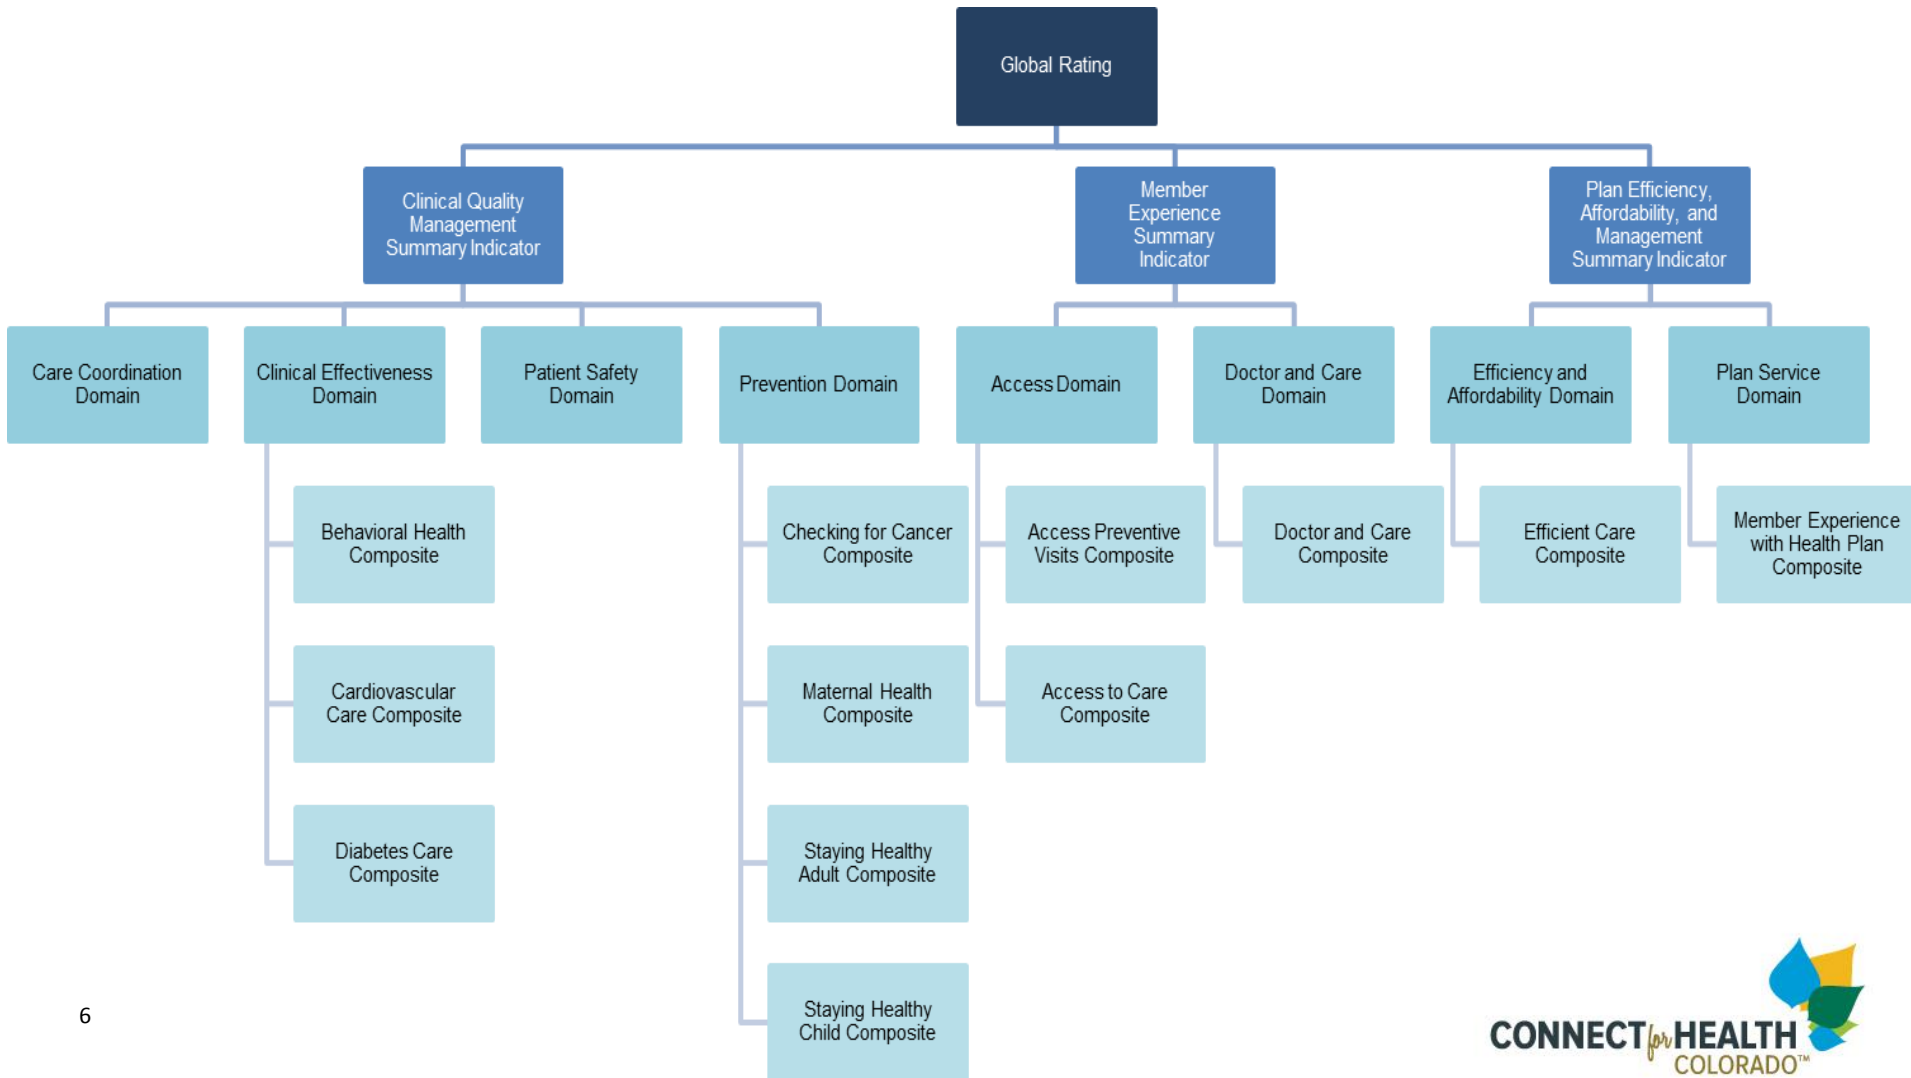 Global Rating
Clinical Quality
Management
Summary Indicator
Member
Experience
Summary
Indicator
Plan Efficiency,
Affordability, and
Management
Summary Indicator
Care Coordination
Domain
Clinical Effectiveness
Domain
Patient Safety
Domain
Prevention Domain
Access Domain
Doctor and Care
Domain
Efficiency and
Affordability Domain
Plan Service
Domain
Behavioral Health
Composite
Checking for Cancer
Composite
Access Preventive
Visits Composite
Doctor and Care
Composite
Efficient Care
Composite
Member Experience
with Health Plan
Composite
Cardiovascular
Care Composite
Maternal Health
Composite
Access to Care
Composite
Diabetes Care
Composite
Staying Healthy
Adult Composite
Staying Healthy
Child Composite
6
CONNECT for HEALTH
COLORADO™